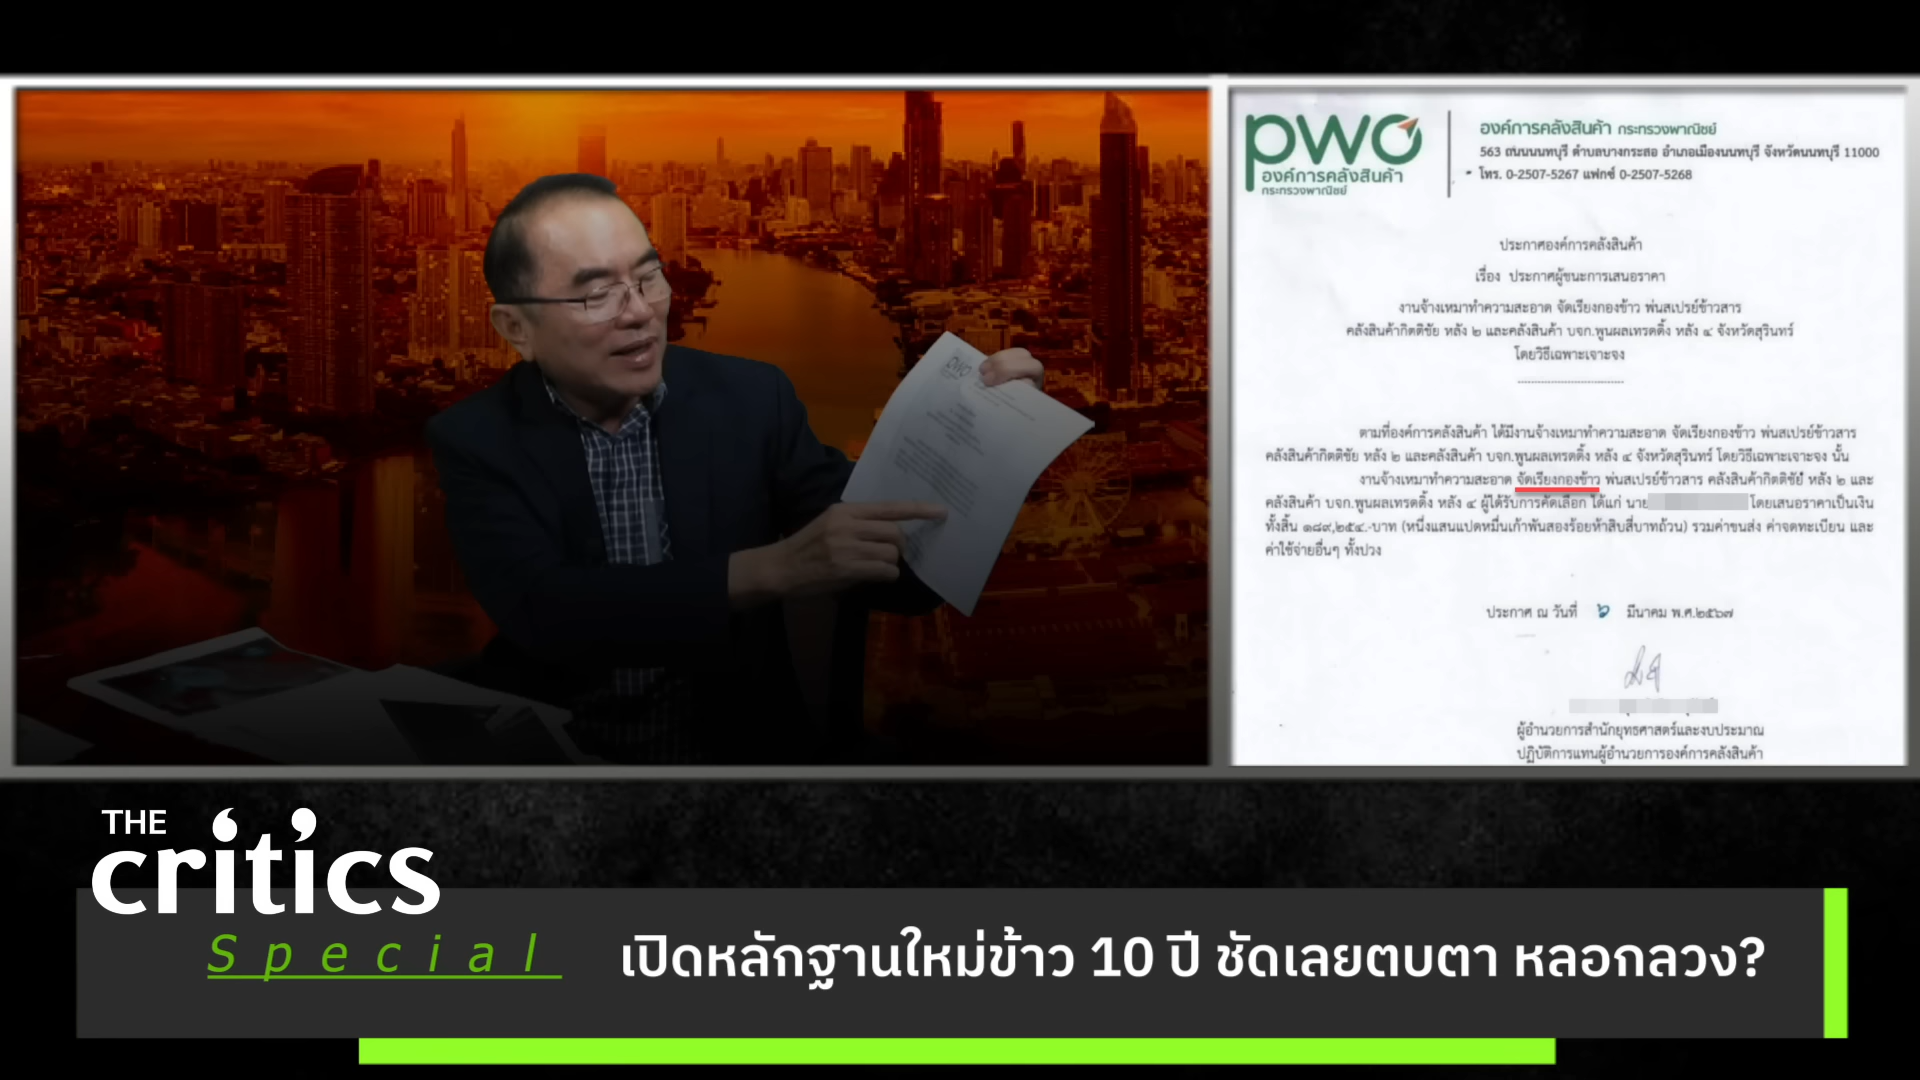 pwo
องค์การคลังสินค้า
กระทรวงพาณิชย์
องค์การคลังสินค้า กระทรวงพาณิชย์
563 ถนนนนทบุรี ตำบลบางกระสอ อำเภอเมืองนนทบุรี จังหวัดนนทบุรี 11000
โทร. 0-2507-5267 แฟกซ์ 0-2507-5268
ประกาศองค์การคลังสินค้า
เรื่อง ประกาศผู้ชนะการเสนอราคา
งานจ้างเหมาทำความสะอาด จัดเรียงกองข้าว พ่นสเปรย์ข้าวสาร
คลังสินค้ากิตติชัย หลัง ๒ และคลังสินค้า บจก.พูนผลเทรดดิ้ง หลัง ๔ จังหวัดสุรินทร์
โดยวิธีเฉพาะเจาะจง
ตามที่องค์การคลังสินค้า ได้มีงานจ้างเหมาทำความสะอาด จัดเรียงกองข้าว พ่นสเปรย์ข้าวสาร
คลังสินค้ากิตติชัย หลัง ๒ และคลังสินค้า บจก.พูนผลเทรดดิ้ง หลัง ๔ จังหวัดสุรินทร์ โดยวิธีเฉพาะเจาะจง นั้น
งานจ้างเหมาทำความสะอาด จัดเรียงกองข้าว พ่นสเปรย์ข้าวสาร คลังสินค้ากิตติชัย หลัง ๒ และ
คลังสินค้า บจก.พูนผลเทรดดิ้ง หลัง ๔ ผู้ได้รับการคัดเลือก ได้แก่ นาย โดยเสนอราคาเป็นเงิน
ทั้งสิ้น ๑๘๙,๒๕๔.-บาท (หนึ่งแสนแปดหมื่นเก้าพันสองร้อยห้าสิบสี่บาทถ้วน) รวมค่าขนส่ง ค่าจดทะเบียน และ
ค่าใช้จ่ายอื่นๆ ทั้งปวง
ประกาศ ณ วันที่ ๖ มีนาคม พ.ศ.๒๕๖๗
ผู้อำนวยการสำนักยุทธศาสตร์และงบประมาณ
ปฏิบัติการแทนผู้อำนวยการองค์การคลังสินค้า
THE
critics
Special
เปิดหลักฐานใหม่ข้าว 10 ปี ชัดเลยตบตา หลอกลวง?